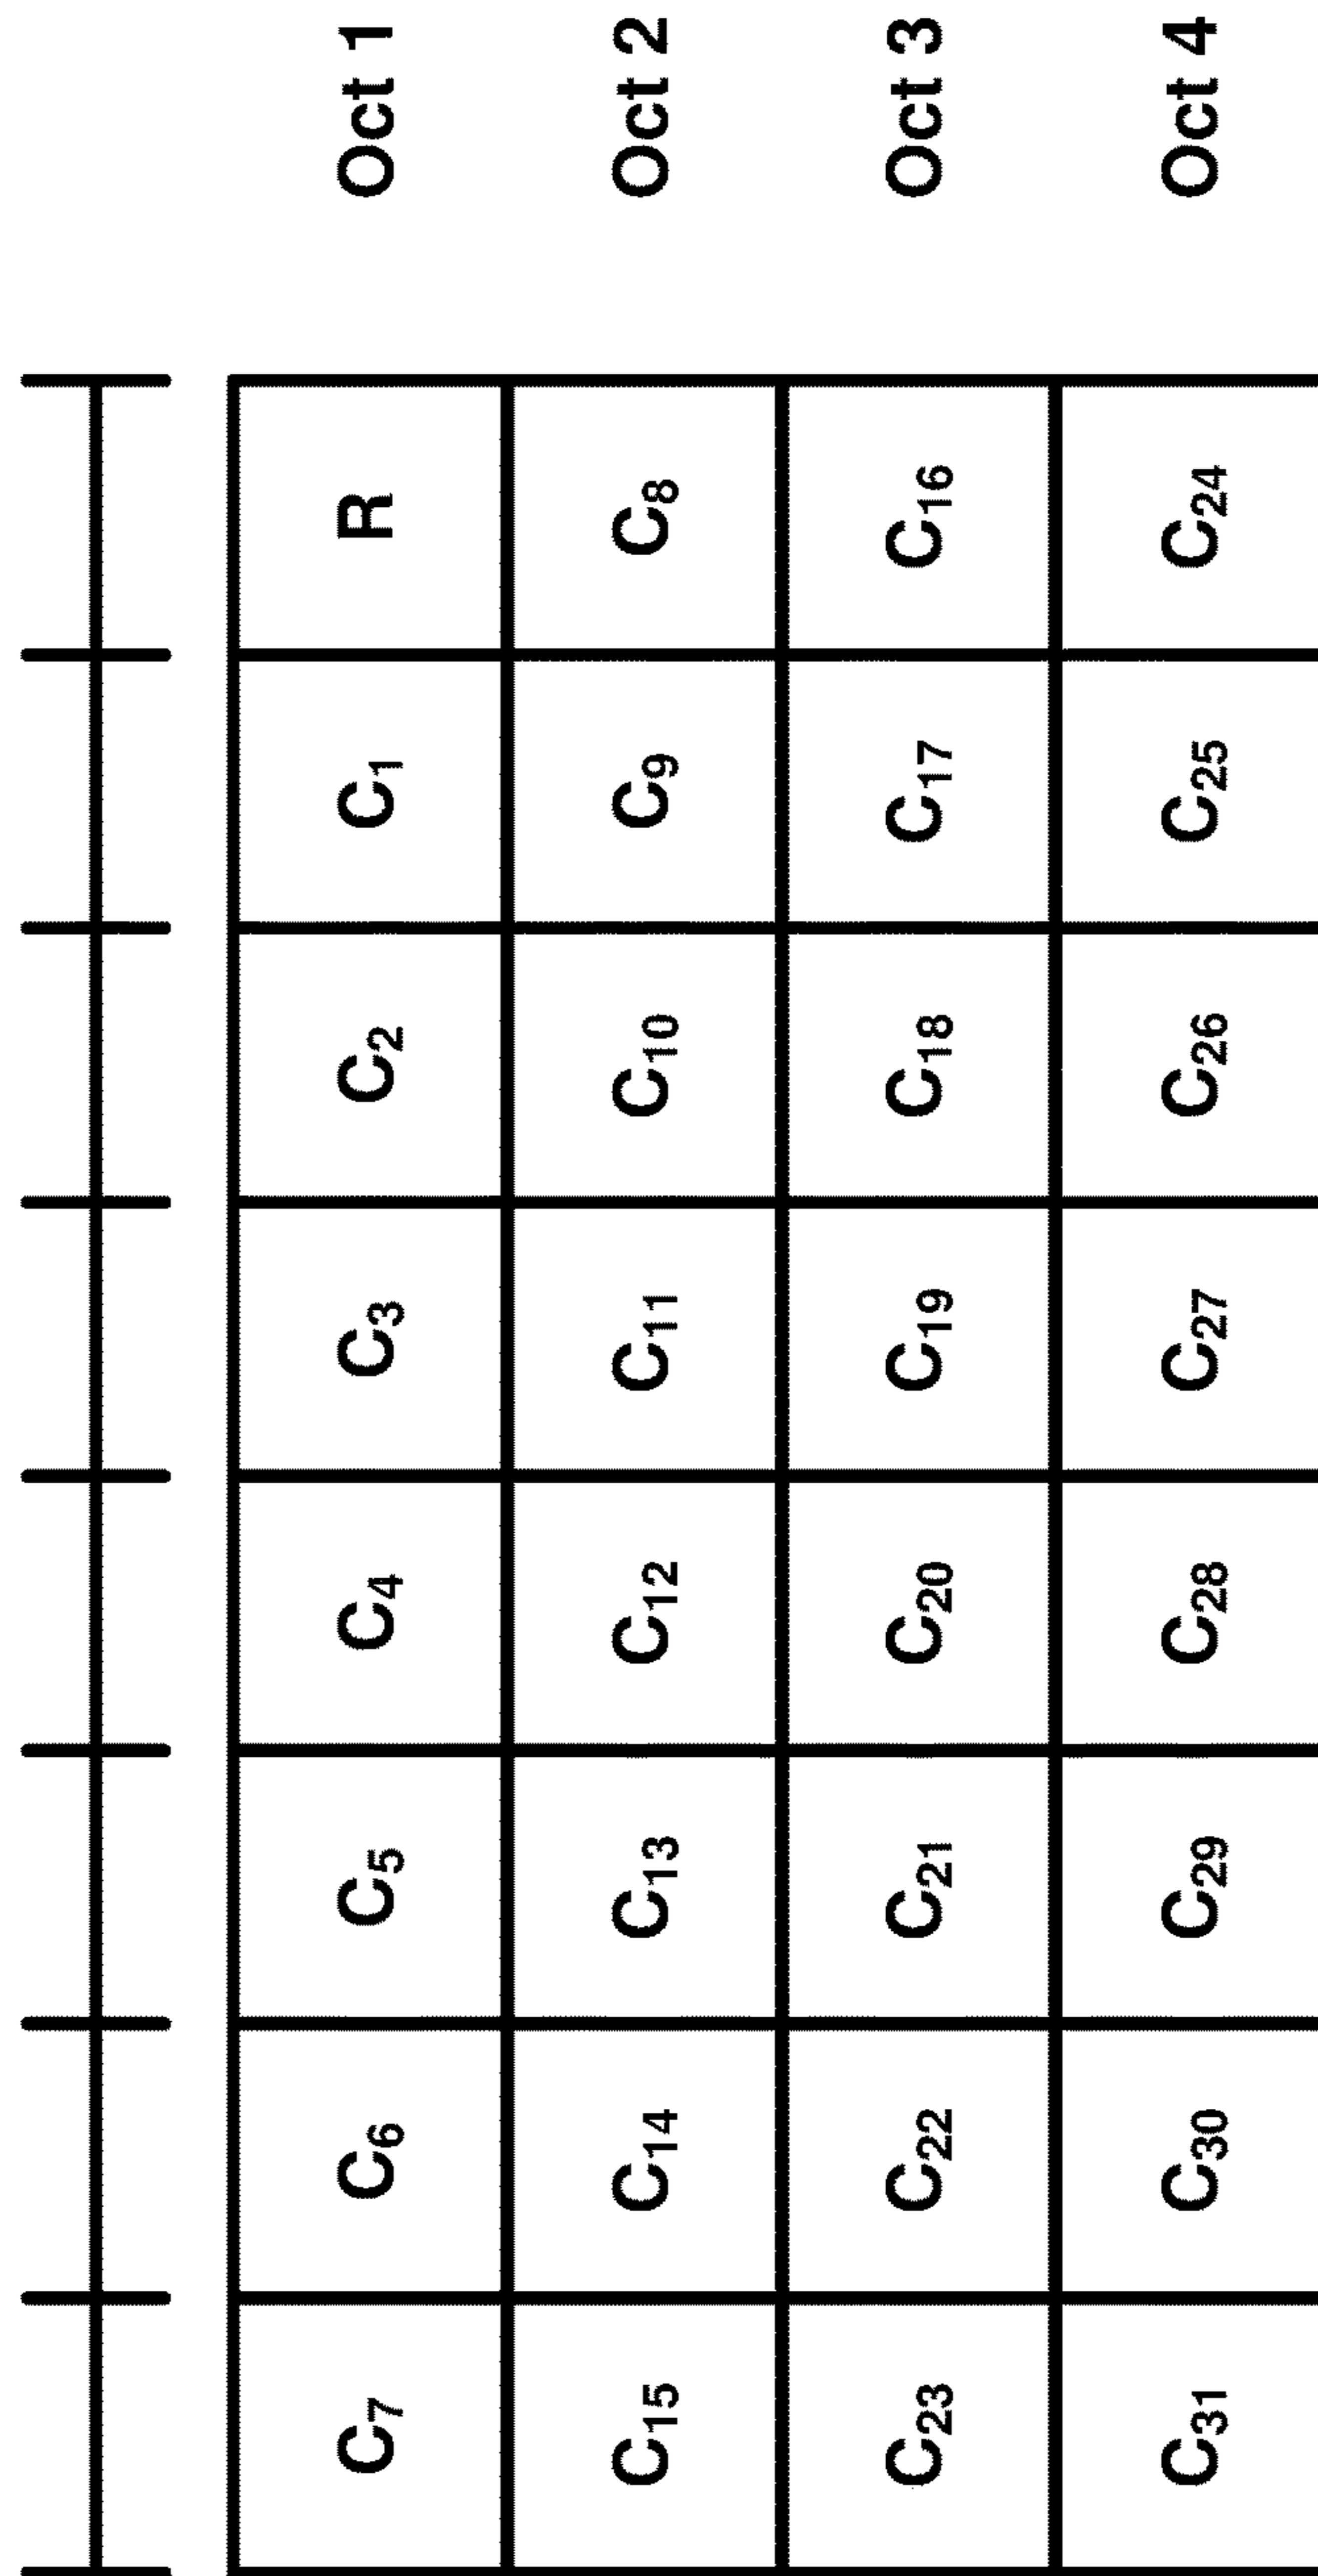 C₇ C₆ C₅ C₄ C₃ C₂ C₁ R Oct 1
C₁₅ C₁₄ C₁₃ C₁₂ C₁₁ C₁₀ C₉ C₈ Oct 2
C₂₃ C₂₂ C₂₁ C₂₀ C₁₉ C₁₈ C₁₇ C₁₆ Oct 3
C₃₁ C₃₀ C₂₉ C₂₈ C₂₇ C₂₆ C₂₅ C₂₄ Oct 4